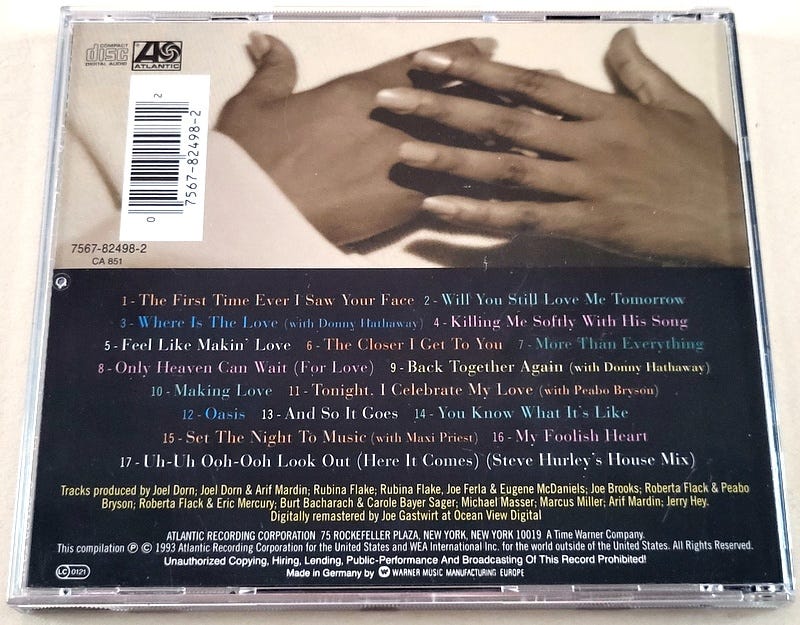 COMPACT
disc
DIGITAL AUDIO
ATLANTIC
2
7567-82498-2
0
7567-82498-2
CA 851
1 - The First Time Ever I Saw Your Face 2 - Will You Still Love Me Tomorrow
3 - Where Is The Love (with Donny Hathaway) 4 - Killing Me Softly With His Song
5 - Feel Like Makin' Love 6 - The Closer I Get To You 7 - More Than Everything
8 - Only Heaven Can Wait (For Love) 9 - Back Together Again (with Donny Hathaway)
10 - Making Love 11 - Tonight, I Celebrate My Love (with Peabo Bryson)
12 - Oasis 13 - And So It Goes 14 - You Know What It's Like
15 - Set The Night To Music (with Maxi Priest) 16 - My Foolish Heart
17 - Uh-Uh Ooh-Ooh Look Out (Here It Comes) (Steve Hurley's House Mix)
Tracks produced by Joel Dorn; Joel Dorn & Arif Mardin; Rubina Flake; Rubina Flake, Joe Ferla & Eugene McDaniels; Joe Brooks; Roberta Flack & Peabo
Bryson; Roberta Flack & Eric Mercury; Burt Bacharach & Carole Bayer Sager; Michael Masser; Marcus Miller; Arif Mardin; Jerry Hey.
Digitally remastered by Joe Gastwirt at Ocean View Digital
ATLANTIC RECORDING CORPORATION 75 ROCKEFELLER PLAZA, NEW YORK, NEW YORK 10019 A Time Warner Company.
This compilation ℗ © 1993 Atlantic Recording Corporation for the United States and WEA International Inc. for the world outside of the United States. All Rights Reserved.
Unauthorized Copying, Hiring, Lending, Public-Performance And Broadcasting Of This Record Prohibited!
LC 0121
Made in Germany by WARNER MUSIC MANUFACTURING EUROPE